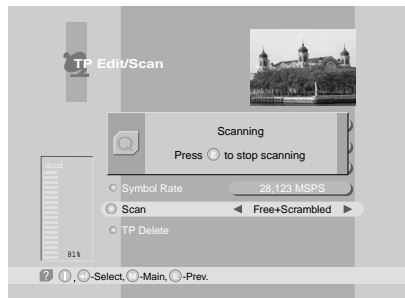 TP Edit/Scan
Scanning
Press E to stop scanning
Good
Symbol Rate 28,123 MSPS
Scan Free+Scrambled
TP Delete
81%
, -Select, M-Main, E-Prev.